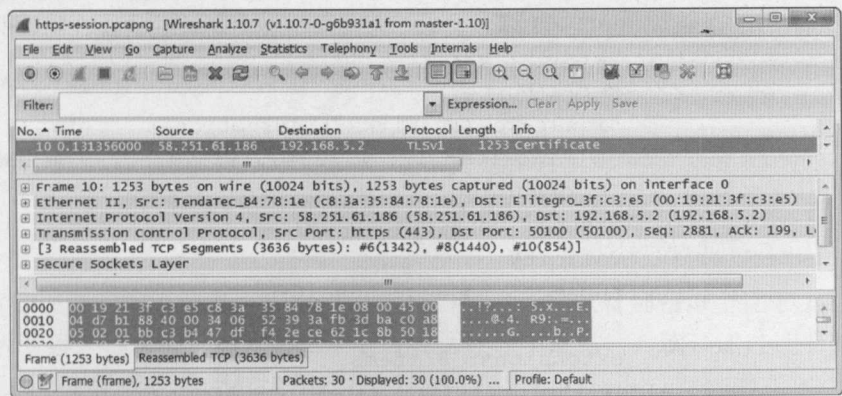 https-session.pcapng [Wireshark 1.10.7 (v1.10.7-0-g6b931a1 from master-1.10)]
File Edit View Go Capture Analyze Statistics Telephony Tools Internals Help
Filter: Expression... Clear Apply Save
No. Time Source Destination Protocol Length Info
10 0.131356000 58.251.61.186 192.168.5.2 TLSv1 1253 Certificate
Frame 10: 1253 bytes on wire (10024 bits), 1253 bytes captured (10024 bits) on interface 0
Ethernet II, Src: TendaTec_84:78:1e (c8:3a:35:84:78:1e), Dst: Elitegro_3f:c3:e5 (00:19:21:3f:c3:e5)
Internet Protocol Version 4, Src: 58.251.61.186 (58.251.61.186), Dst: 192.168.5.2 (192.168.5.2)
Transmission Control Protocol, Src Port: https (443), Dst Port: 50100 (50100), Seq: 2881, Ack: 199, L
[3 Reassembled TCP Segments (3636 bytes): #6(1342), #8(1440), #10(854)]
Secure Sockets Layer
0000 00 19 21 3f c3 e5 c8 3a 35 84 78 1e 08 00 45 00 ..!?...: 5.x...E.
0010 04 d7 b1 88 40 00 34 06 52 39 3a fb 3d ba c0 a8 ....@.4. R9:.=...
0020 05 02 01 bb c3 b4 47 df f4 2e ce 62 1c 8b 50 18 ......G. ...b..P.
Frame (1253 bytes) Reassembled TCP (3636 bytes)
Frame (frame), 1253 bytes Packets: 30 · Displayed: 30 (100.0%) ... Profile: Default